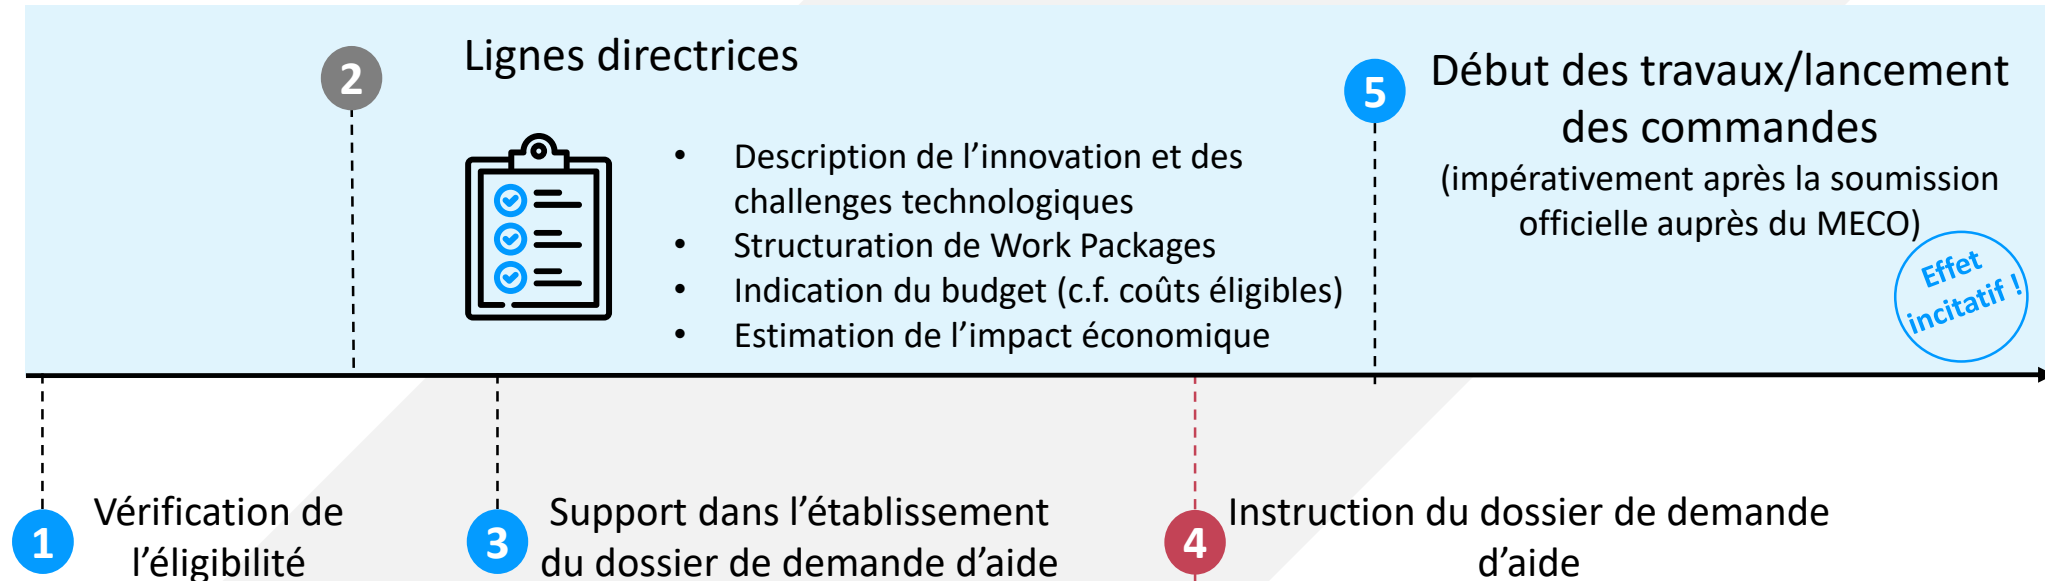 2
Lignes directrices
• Description de l’innovation et des
challenges technologiques
• Structuration de Work Packages
• Indication du budget (c.f. coûts éligibles)
• Estimation de l’impact économique
5
Début des travaux/lancement
des commandes
(impérativement après la soumission
officielle auprès du MECO)
Effet
incitatif !
1
Vérification de
l’éligibilité
3
Support dans l’établissement
du dossier de demande d’aide
4
Instruction du dossier de demande
d’aide